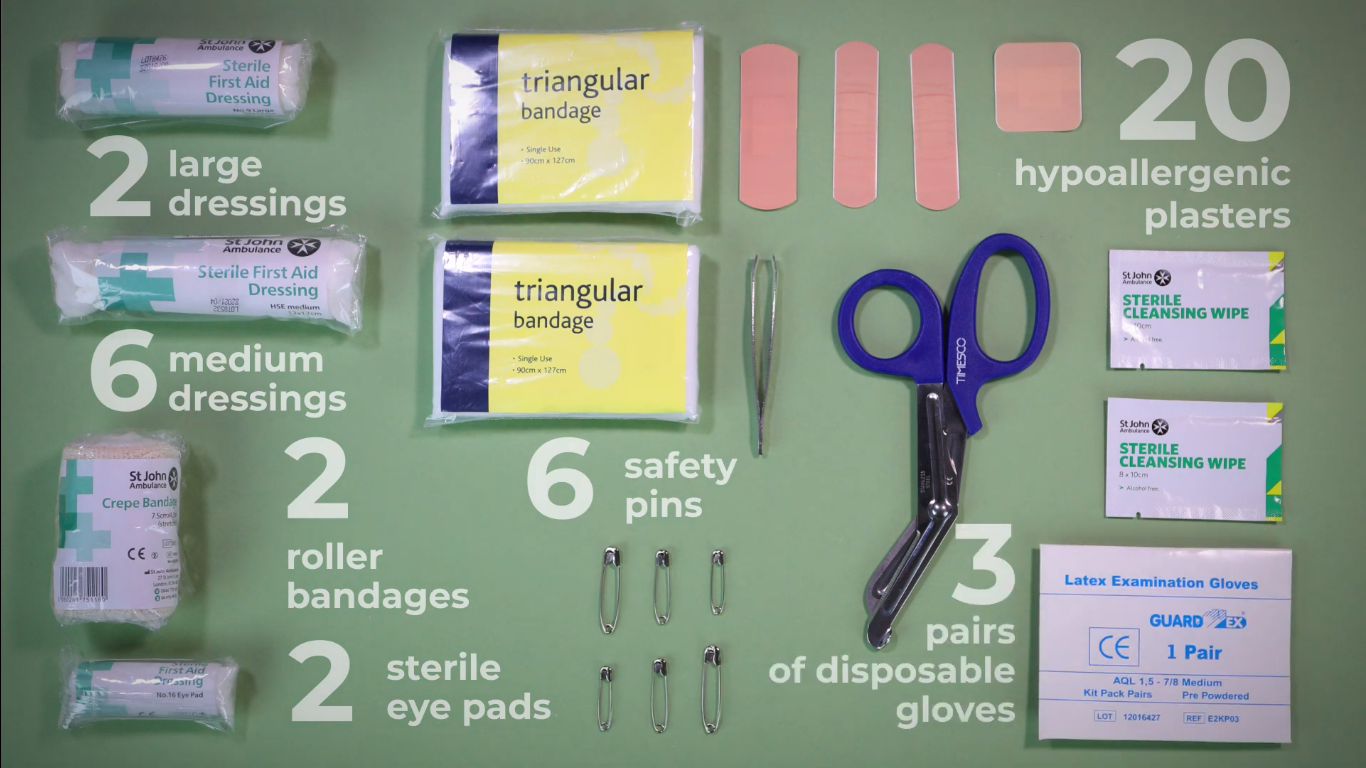 St John
Ambulance
Sterile
First Aid
Dressing
No. 9 Large
2 large
dressings
St John
Ambulance
Sterile First Aid
Dressing
HSE medium
6 medium
dressings
St John
Crepe Bandage
CE
2
roller
bandages
First Aid
Dressing
No.16 Eye Pad
2 sterile
eye pads
triangular
bandage
• Single Use
• 90cm x 127cm
triangular
bandage
• Single Use
• 90cm x 127cm
6 safety
pins
TIMESCO
20
hypoallergenic
plasters
St John
Ambulance
STERILE
CLEANSING WIPE
St John
Ambulance
STERILE
CLEANSING WIPE
8 x 10cm
➤ Alcohol free
3
pairs
of disposable
gloves
Latex Examination Gloves
GUARD EX
CE 1 Pair
AQL 1,5 - 7/8 Medium
Kit Pack Pairs Pre Powdered
LOT 12016427 REF E2KP03